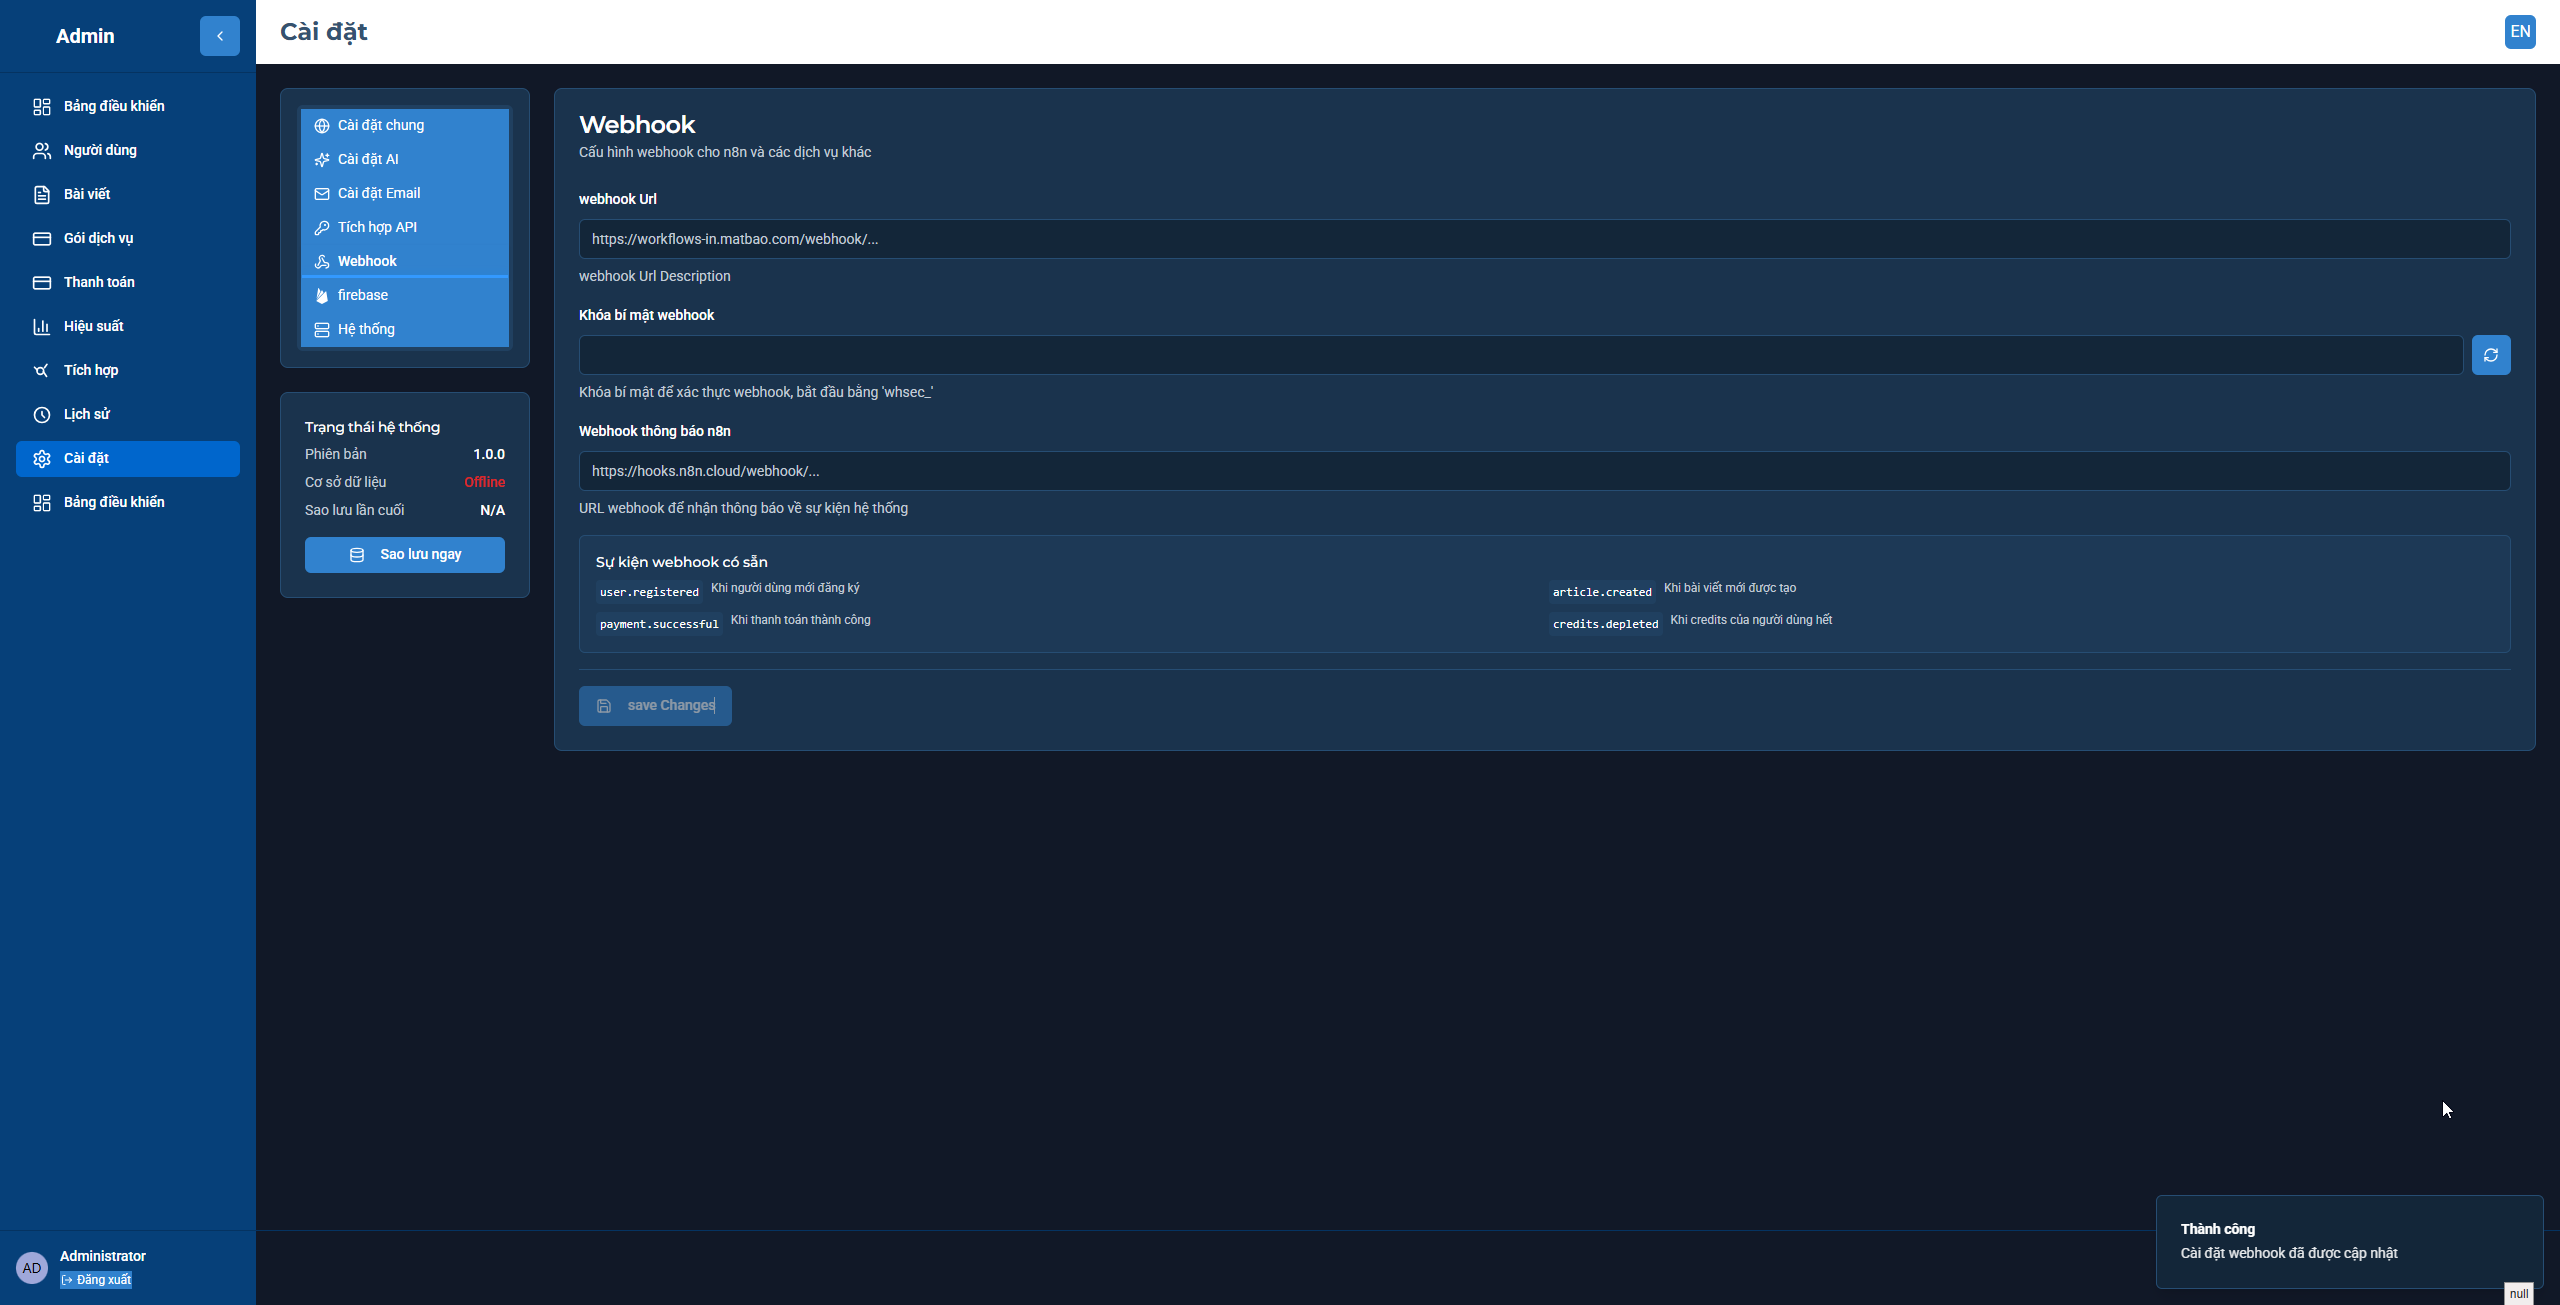 Admin
Bảng điều khiển
Người dùng
Bài viết
Gói dịch vụ
Thanh toán
Hiệu suất
Tích hợp
Lịch sử
Cài đặt
Bảng điều khiển
AD
Administrator
Đăng xuất
Cài đặt
EN
Cài đặt chung
Cài đặt AI
Cài đặt Email
Tích hợp API
Webhook
firebase
Hệ thống
Trạng thái hệ thống
Phiên bản 1.0.0
Cơ sở dữ liệu Offline
Sao lưu lần cuối N/A
Sao lưu ngay
Webhook
Cấu hình webhook cho n8n và các dịch vụ khác
webhook Url
https://workflows-in.matbao.com/webhook/...
webhook Url Description
Khóa bí mật webhook
Khóa bí mật để xác thực webhook, bắt đầu bằng 'whsec_'
Webhook thông báo n8n
https://hooks.n8n.cloud/webhook/...
URL webhook để nhận thông báo về sự kiện hệ thống
Sự kiện webhook có sẵn
user.registered Khi người dùng mới đăng ký
article.created Khi bài viết mới được tạo
payment.successful Khi thanh toán thành công
credits.depleted Khi credits của người dùng hết
save Changes
Thành công
Cài đặt webhook đã được cập nhật
null